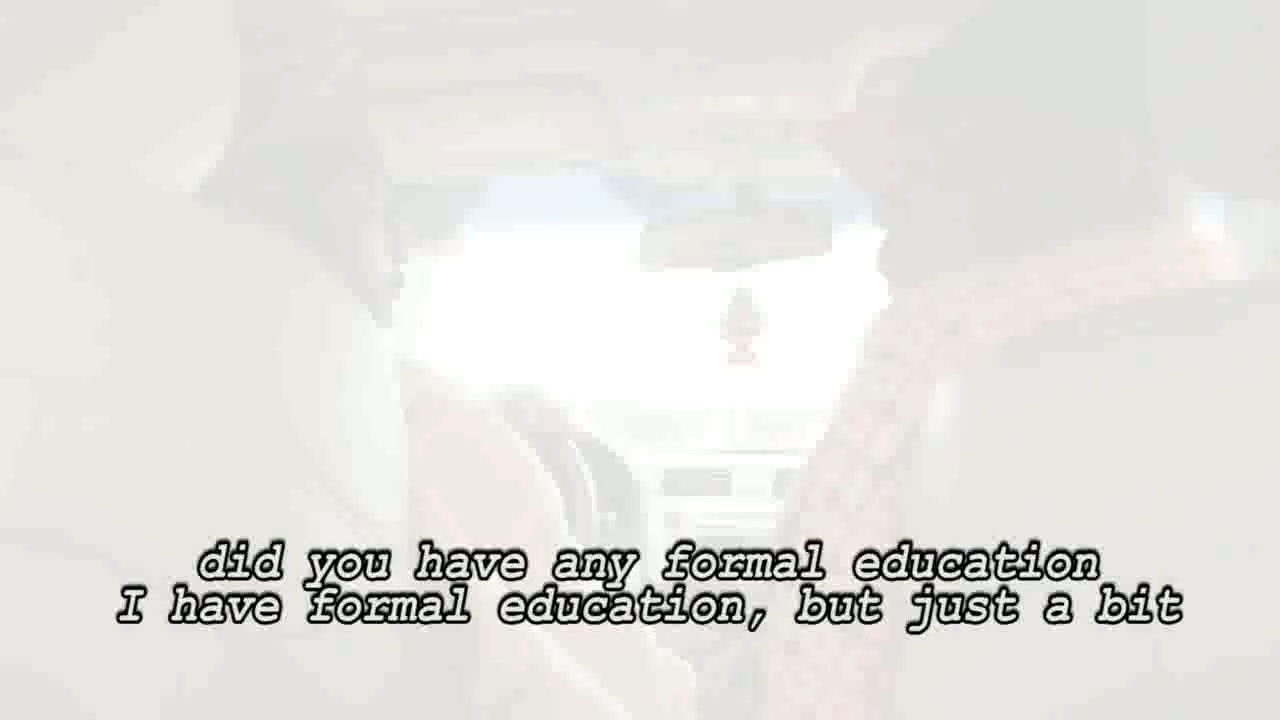 did you have any formal education
I have formal education, but just a bit